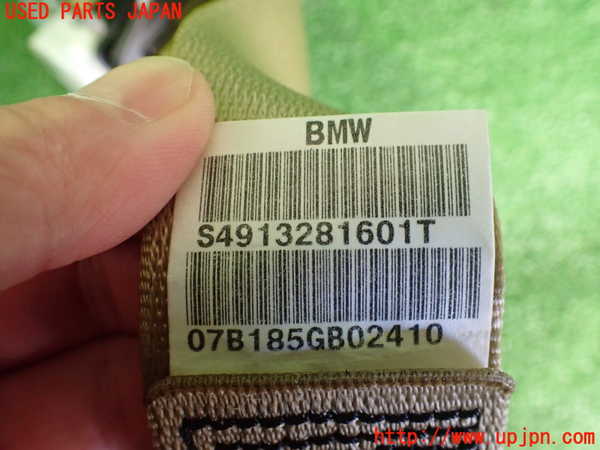 USED PARTS JAPAN
BMW
S4913281601T
07B185GB02410
http://www.upjpn.com